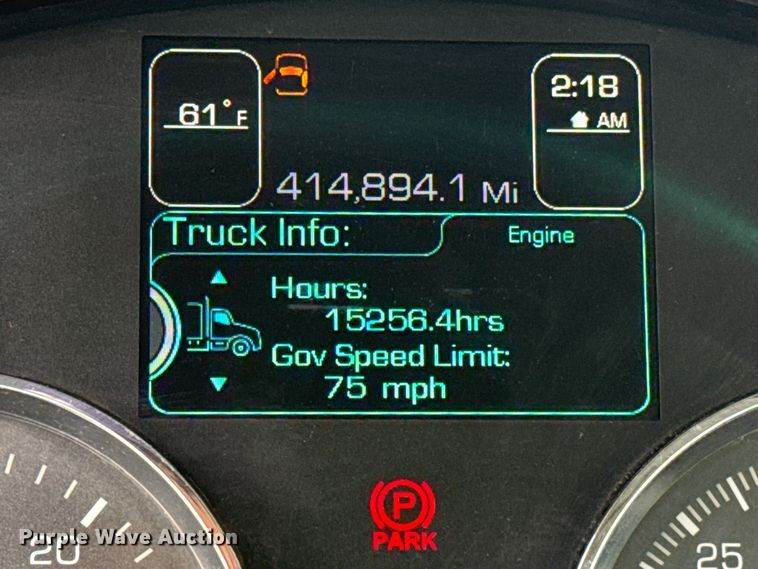 61°F
2:18
AM
414,894.1 Mi
Truck Info:
Engine
Hours:
15256.4hrs
Gov Speed Limit:
75 mph
P
PARK
Purple Wave Auction
20
25